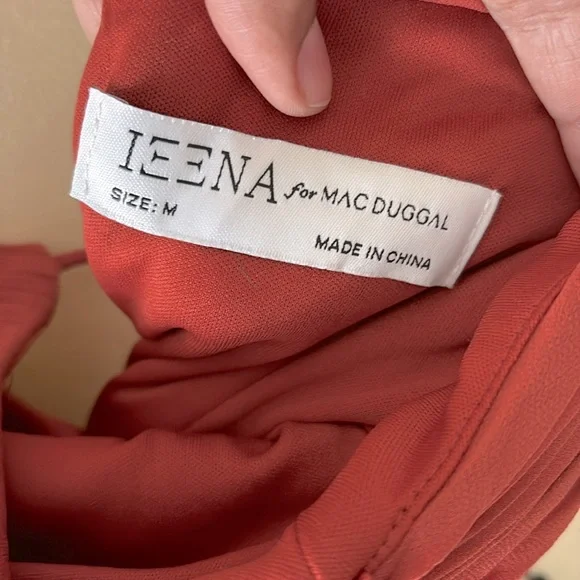 IEENA for MAC DUGGAL
SIZE: M
MADE IN CHINA